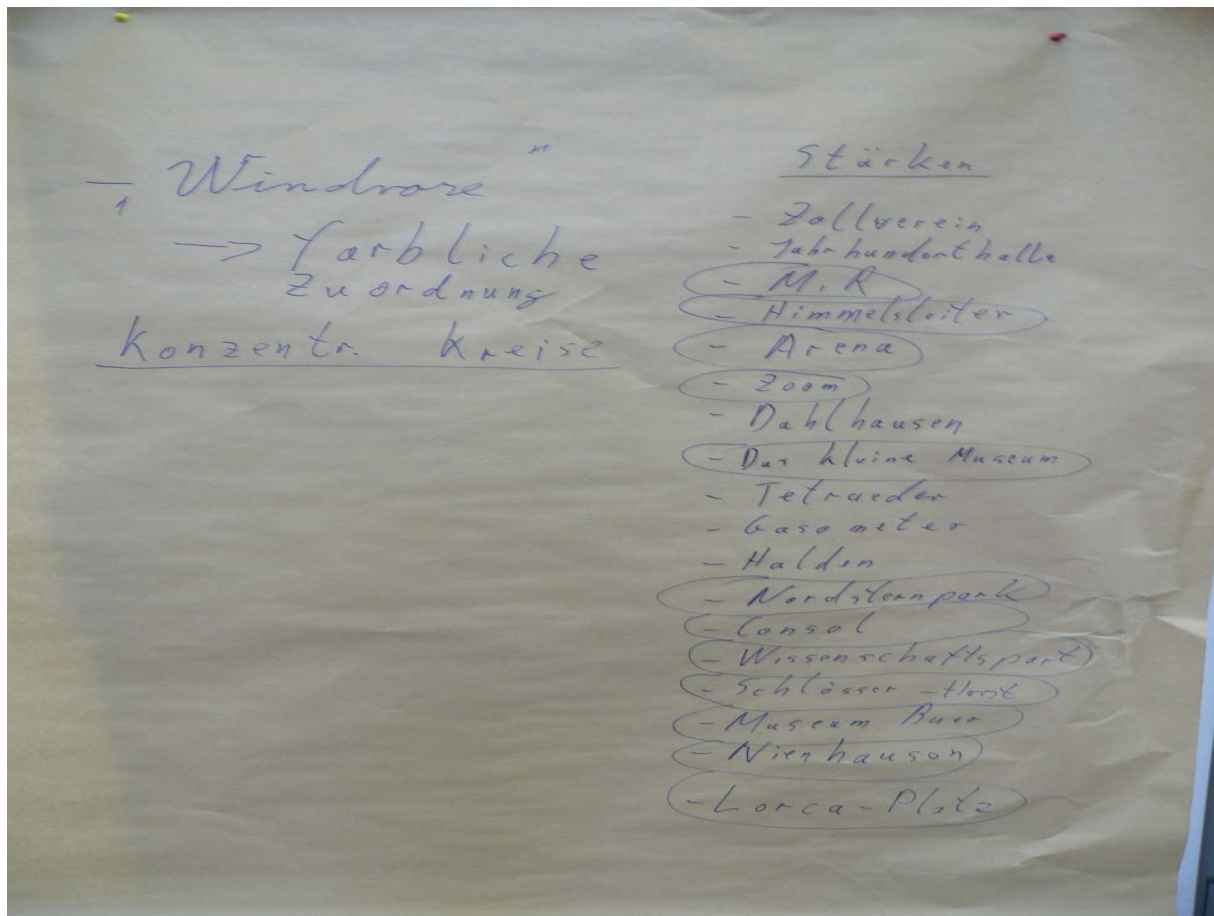 – „Windrose"
→ farbliche
Zuordnung
Konzentr. Kreise
Stärken
- Zollverein
- Jahrhunderthalle
- M.R
- Himmelsleiter
- Arena
- Zoom
- Dahlhausen
- Das kleine Museum
- Tetraeder
- Gasometer
- Halden
- Nordsternpark
- Consol
- Wissenschaftspark
- Schlösser - Horst
- Museum Buer
- Nienhausen
- Lorca-Platz